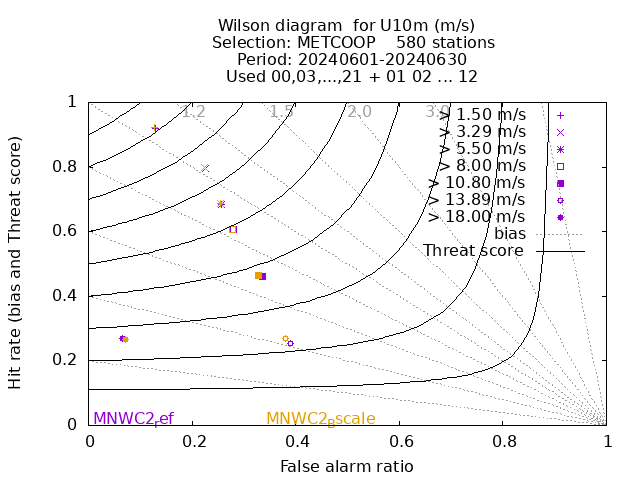 Wilson diagram for U10m (m/s)
Selection: METCOOP 580 stations
Period: 20240601-20240630
Used 00,03,...,21 + 01 02 ... 12
Hit rate (bias and Threat score)
1
0.8
0.6
0.4
0.2
0
1.2 1.5 2.0 3.0
> 1.50 m/s
> 3.29 m/s
> 5.50 m/s
> 8.00 m/s
> 10.80 m/s
> 13.89 m/s
> 18.00 m/s
bias
Threat score
MNWC2ref MNWC2Bscale
0 0.2 0.4 0.6 0.8 1
False alarm ratio